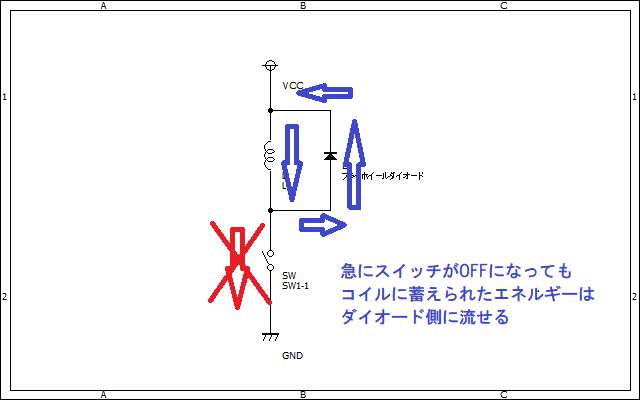 A B C
1 1
VCC
フ ホイールダイオード
L
SW
SW1-1
急にスイッチがOFFになっても
コイルに蓄えられたエネルギーは
ダイオード側に流せる
2 2
GND
A B C